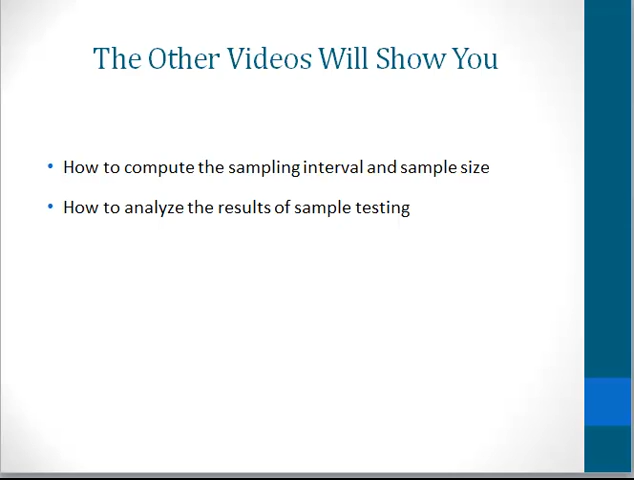 The Other Videos Will Show You
• How to compute the sampling interval and sample size
• How to analyze the results of sample testing